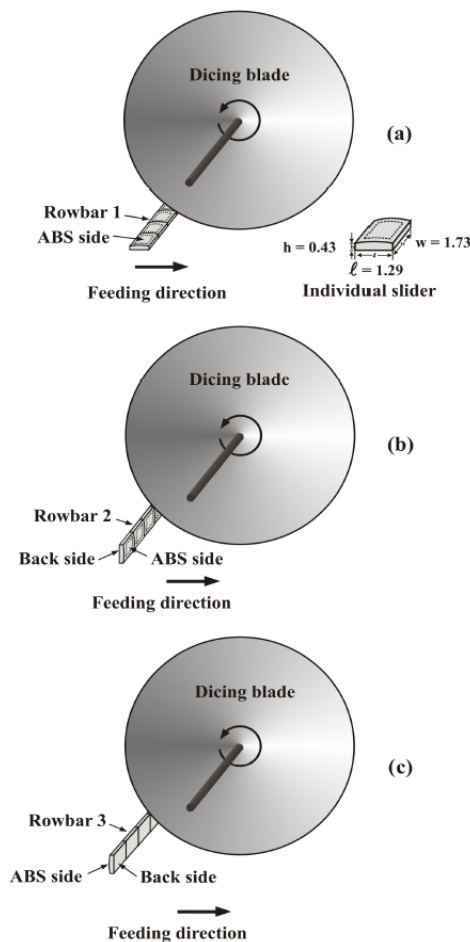 Dicing blade
(a)
Rowbar 1
ABS side
Feeding direction
h = 0.43
w = 1.73
ℓ = 1.29
Individual slider
Dicing blade
(b)
Rowbar 2
Back side
ABS side
Feeding direction
Dicing blade
(c)
Rowbar 3
ABS side
Back side
Feeding direction